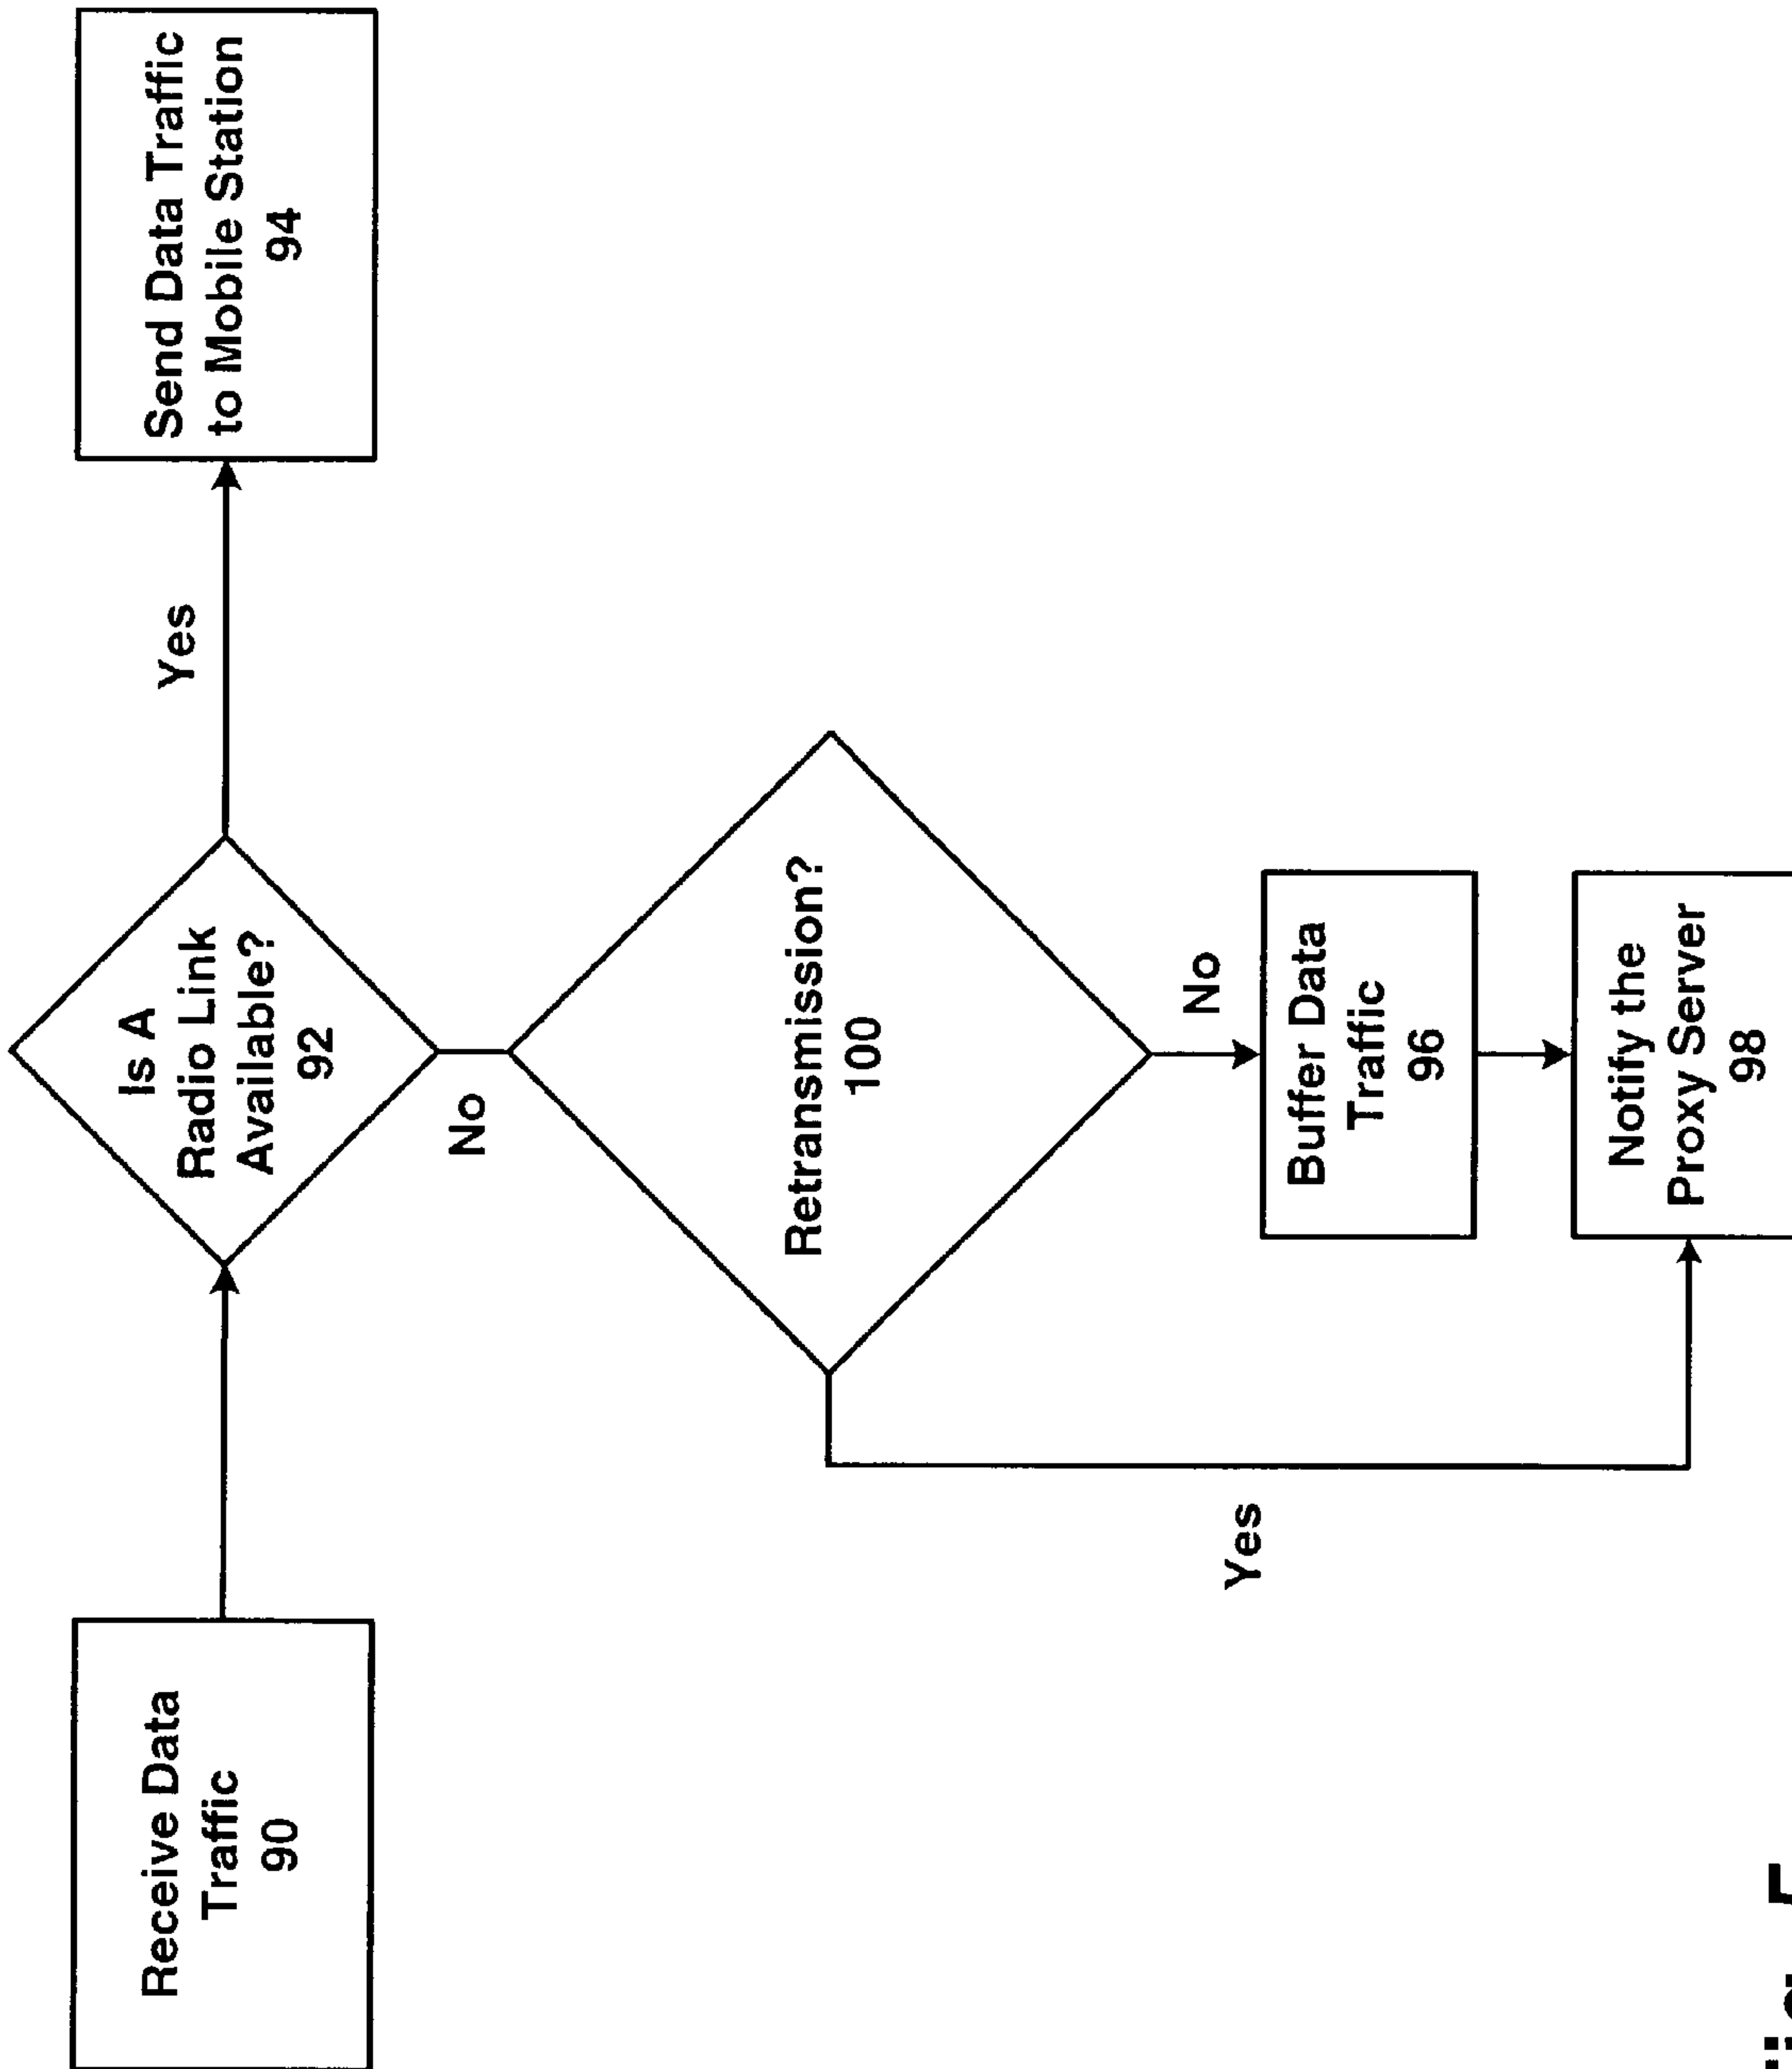 Receive Data
Traffic
90
Is A
Radio Link
Available?
92
Yes
Send Data Traffic
to Mobile Station
94
No
Retransmission?
100
No
Yes
Buffer Data
Traffic
96
Notify the
Proxy Server
98